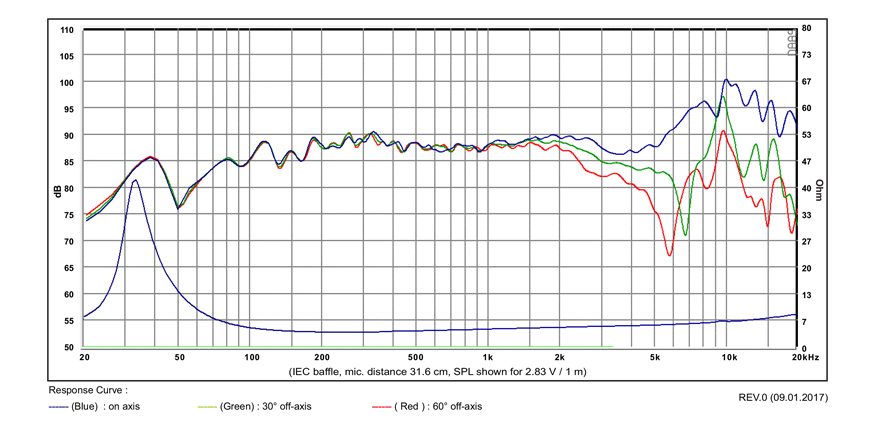 110 80
105 73
100 67
95 60
90 53
85 47
80 40
75 33
70 27
65 20
60 13
55 7
50 0
dB
Ohm
20 50 100 200 500 1k 2k 5k 10k 20kHz
(IEC baffle, mic. distance 31.6 cm, SPL shown for 2.83 V / 1 m)
Response Curve :
(Blue) : on axis (Green) : 30° off-axis ( Red ) : 60° off-axis
REV.0 (09.01.2017)